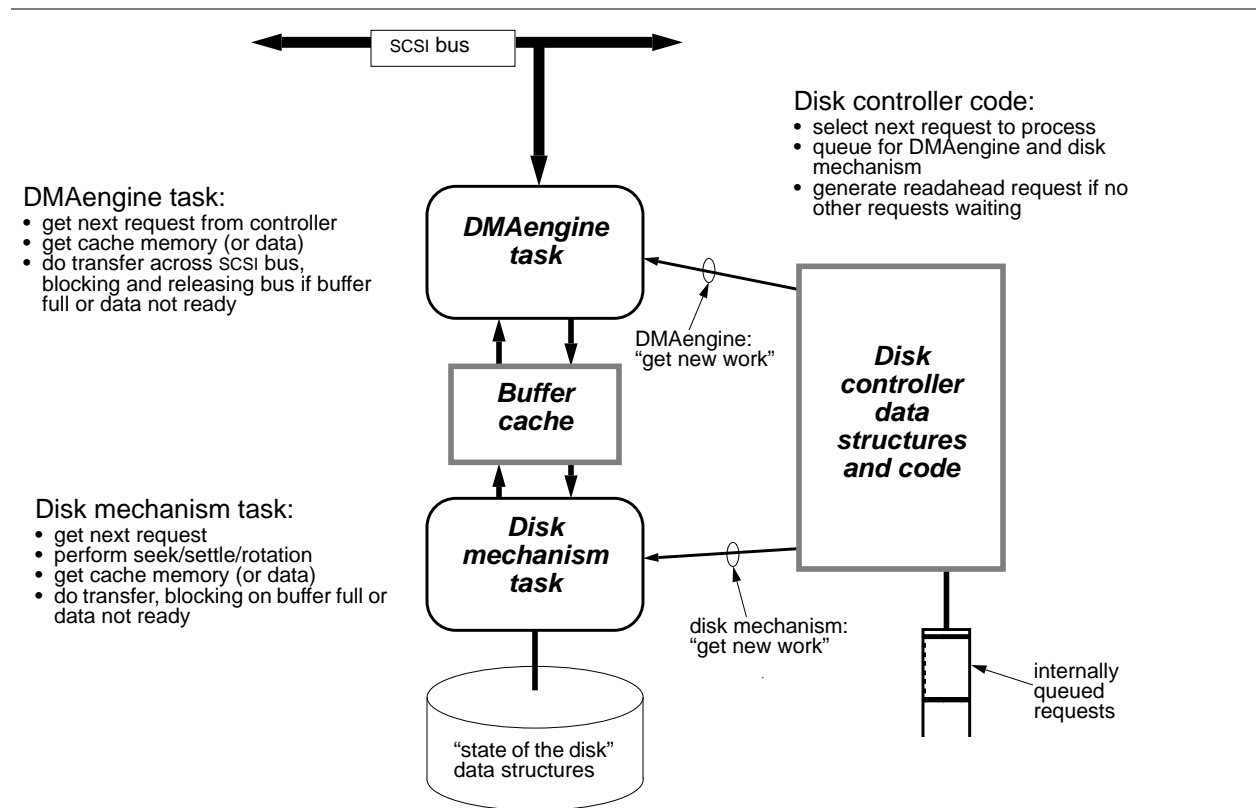 SCSI bus
Disk controller code:
• select next request to process
• queue for DMAengine and disk
mechanism
• generate readahead request if no
other requests waiting
DMAengine task:
• get next request from controller
• get cache memory (or data)
• do transfer across SCSI bus,
blocking and releasing bus if buffer
full or data not ready
DMAengine
task
DMAengine:
“get new work”
Disk
controller
data
structures
and code
Buffer
cache
Disk mechanism task:
• get next request
• perform seek/settle/rotation
• get cache memory (or data)
• do transfer, blocking on buffer full or
data not ready
Disk
mechanism
task
disk mechanism:
“get new work”
internally
queued
requests
“state of the disk”
data structures